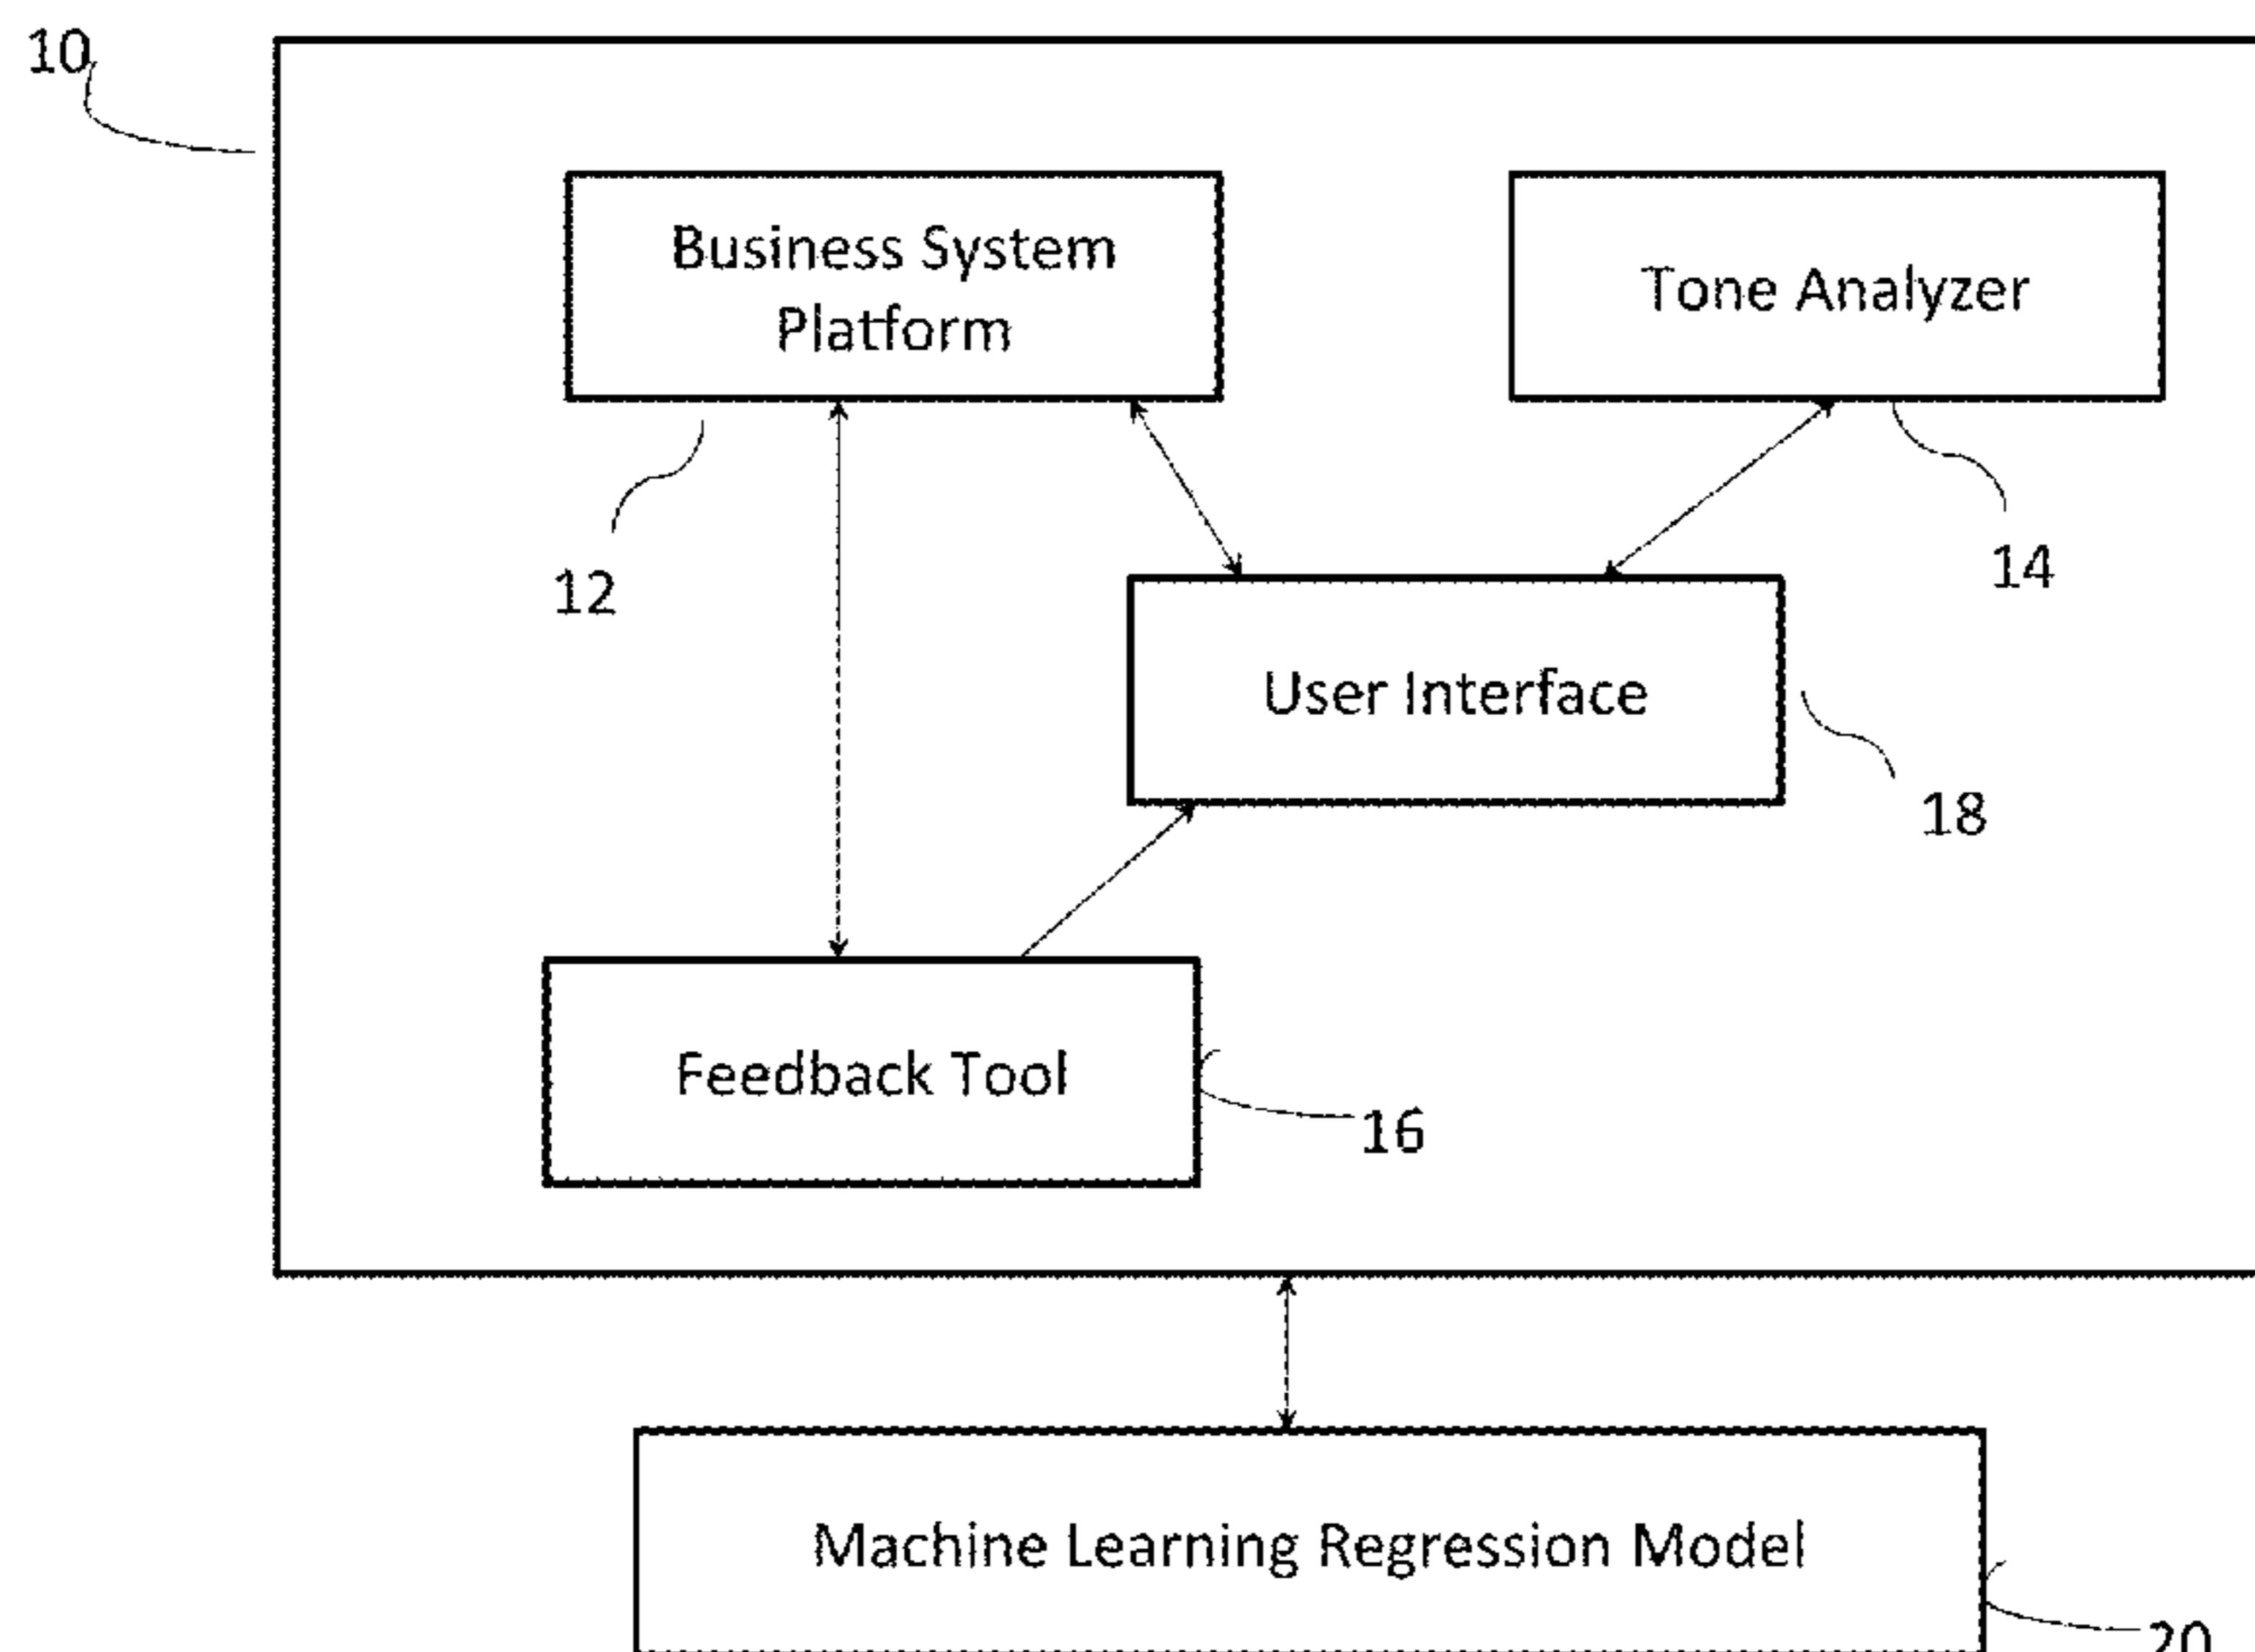 10
Business System
Platform
Tone Analyzer
12
14
User Interface
18
Feedback Tool
16
Machine Learning Regression Model
20